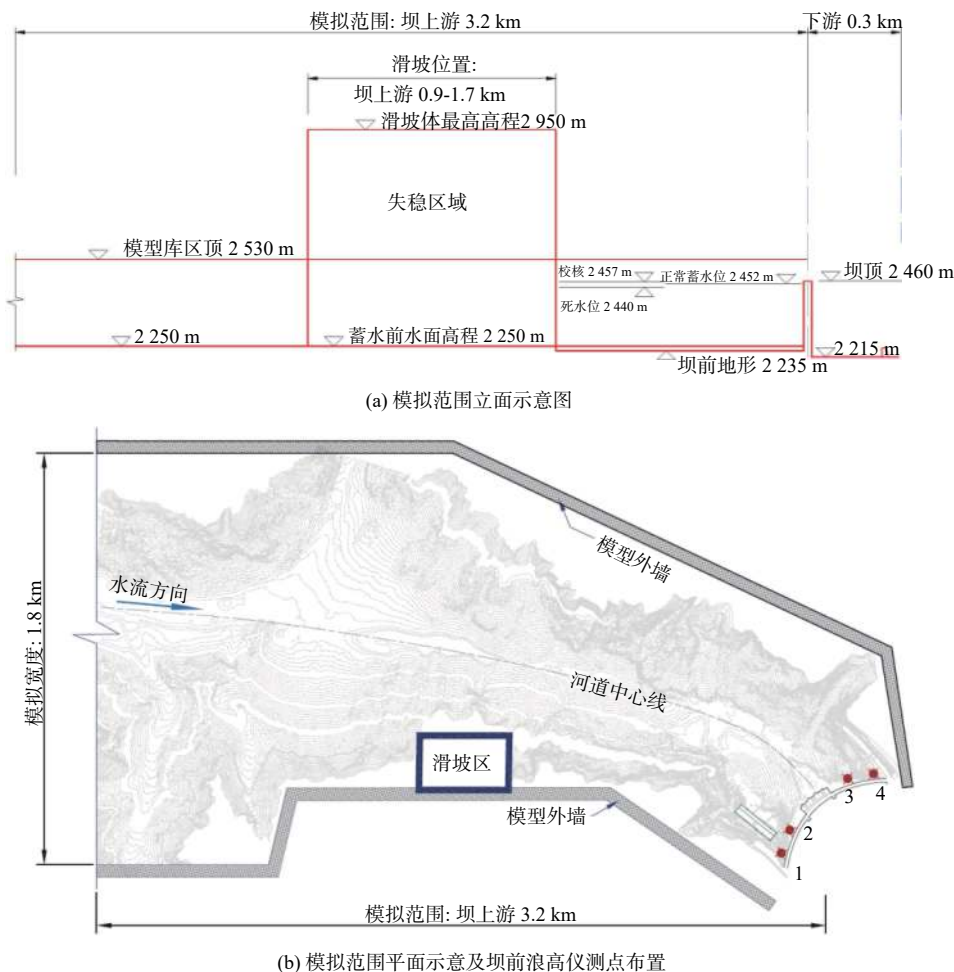 模拟范围: 坝上游 3.2 km
下游 0.3 km
滑坡位置:
坝上游 0.9-1.7 km
滑坡体最高高程2 950 m
失稳区域
模型库区顶 2 530 m
校核 2 457 m
正常蓄水位 2 452 m
坝顶 2 460 m
死水位 2 440 m
2 250 m
蓄水前水面高程 2 250 m
2 215 m
坝前地形 2 235 m
(a) 模拟范围立面示意图
模型外墙
水流方向
模拟宽度: 1.8 km
河道中心线
滑坡区
模型外墙
3
4
2
1
模拟范围: 坝上游 3.2 km
(b) 模拟范围平面示意及坝前浪高仪测点布置